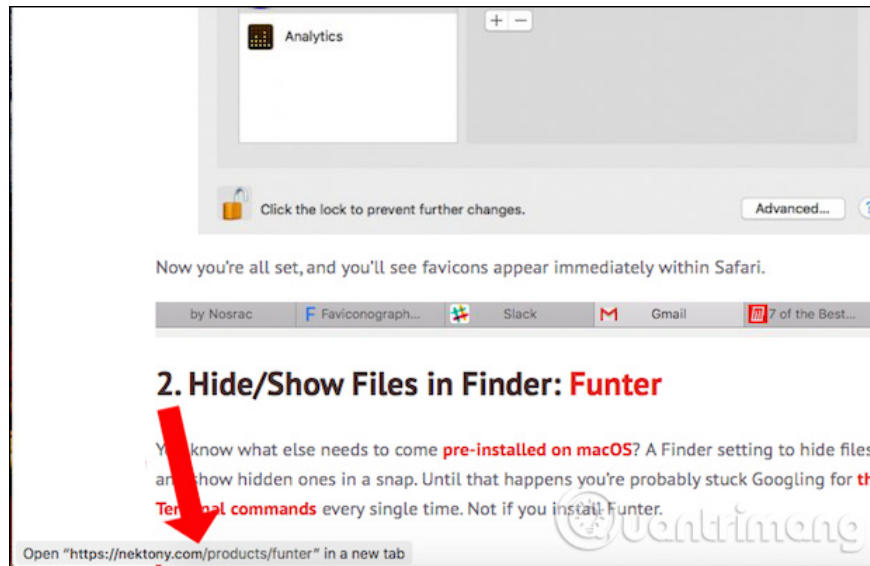 Analytics
+ −
Click the lock to prevent further changes.
Advanced...
?
Now you're all set, and you'll see favicons appear immediately within Safari.
by Nosrac
F Faviconograph...
Slack
M Gmail
7 of the Best...
2. Hide/Show Files in Finder: Funter
know what else needs to come pre-installed on macOS? A Finder setting to hide files
show hidden ones in a snap. Until that happens you're probably stuck Googling for
commands every single time. Not if you install Funter.
Quantrimang
Open "https://nektony.com/products/funter" in a new tab